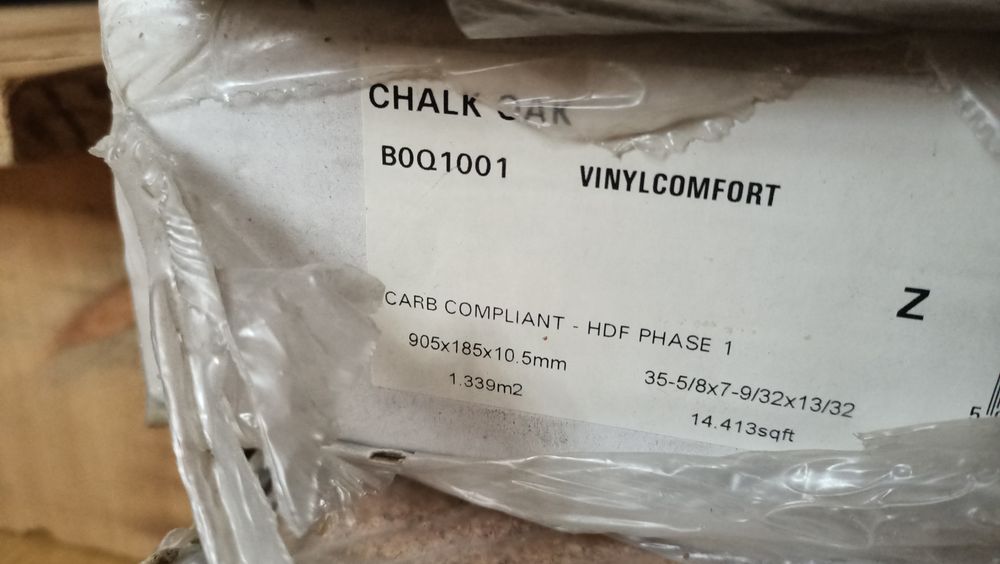 CHALK OAK
B0Q1001 VINYLCOMFORT
Z
CARB COMPLIANT - HDF PHASE 1
905x185x10.5mm 35-5/8x7-9/32x13/32
1.339m2 14.413sqft
5